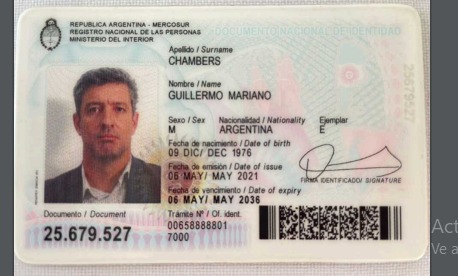 REPUBLICA ARGENTINA - MERCOSUR
REGISTRO NACIONAL DE LAS PERSONAS
MINISTERIO DEL INTERIOR
DOCUMENTO NACIONAL DE IDENTIDAD
Apellido / Surname
CHAMBERS
Nombre / Name
GUILLERMO MARIANO
Sexo / Sex Nacionalidad / Nationality Ejemplar
M ARGENTINA E
Fecha de nacimiento / Date of birth
09 DIC/ DEC 1976
Fecha de emisión / Date of issue
06 MAY/ MAY 2021
FIRMA IDENTIFICADO/ SIGNATURE
Fecha de vencimiento / Date of expiry
06 MAY/ MAY 2036
Documento / Document
25.679.527
Trámite N° / Of. ident.
00658888801
7000
25679527
Act
Ve a